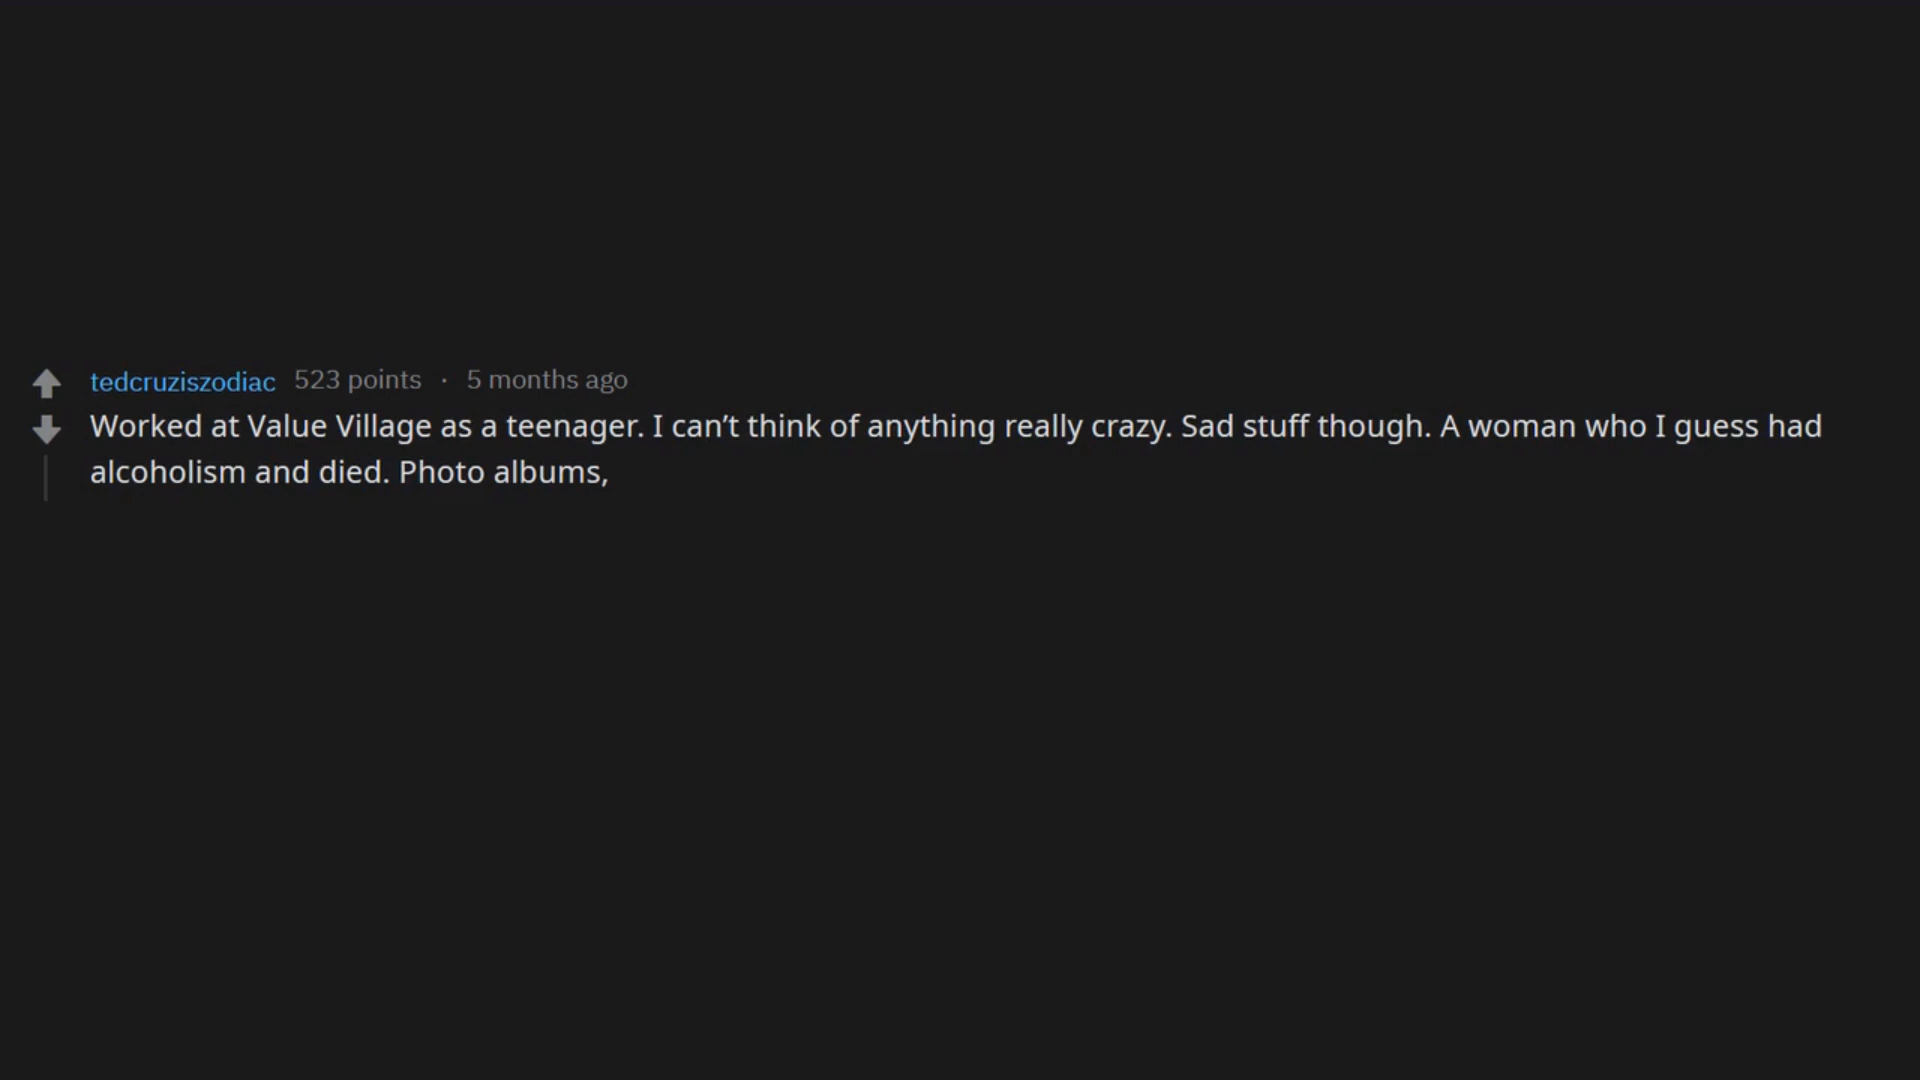 tedcruziszodiac 523 points · 5 months ago
Worked at Value Village as a teenager. I can’t think of anything really crazy. Sad stuff though. A woman who I guess had
alcoholism and died. Photo albums,